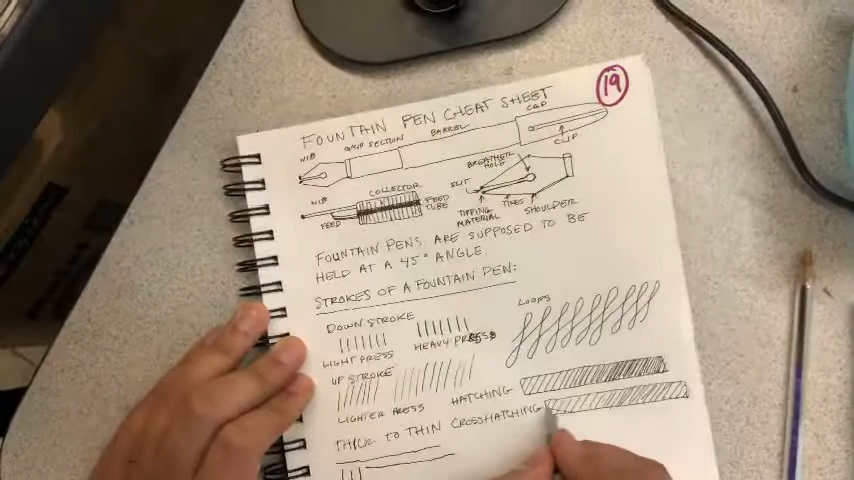 19
FOUNTAIN PEN CHEAT SHEET
NIB
GRIP SECTION
BARREL
CAP
CLIP
NIB
FEED
COLLECTOR
FEED
TUBE
BREATHER
HOLE
SLIT
TIPPING
MATERIAL
TINES
SHOULDER
FOUNTAIN PENS ARE SUPPOSED TO BE
HELD AT A 45° ANGLE.
STROKES OF A FOUNTAIN PEN:
DOWN STROKE
LIGHT PRESS
HEAVY PRESS
LOOPS
UP STROKE
LIGHTER PRESS
HATCHING
THICK TO THIN
CROSSHATCHING